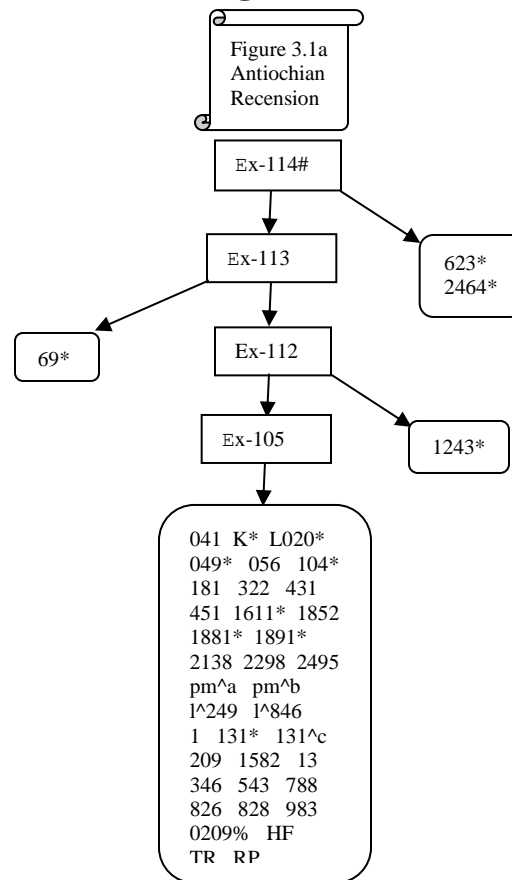 Figure 3.1a
Antiochian
Recension
Ex-114#
Ex-113
623*
2464*
69*
Ex-112
Ex-105
1243*
041 K* L020*
049* 056 104*
181 322 431
451 1611* 1852
1881* 1891*
2138 2298 2495
pm^a pm^b
l^249 l^846
1 131* 131^c
209 1582 13
346 543 788
826 828 983
0209% HF
TR RP